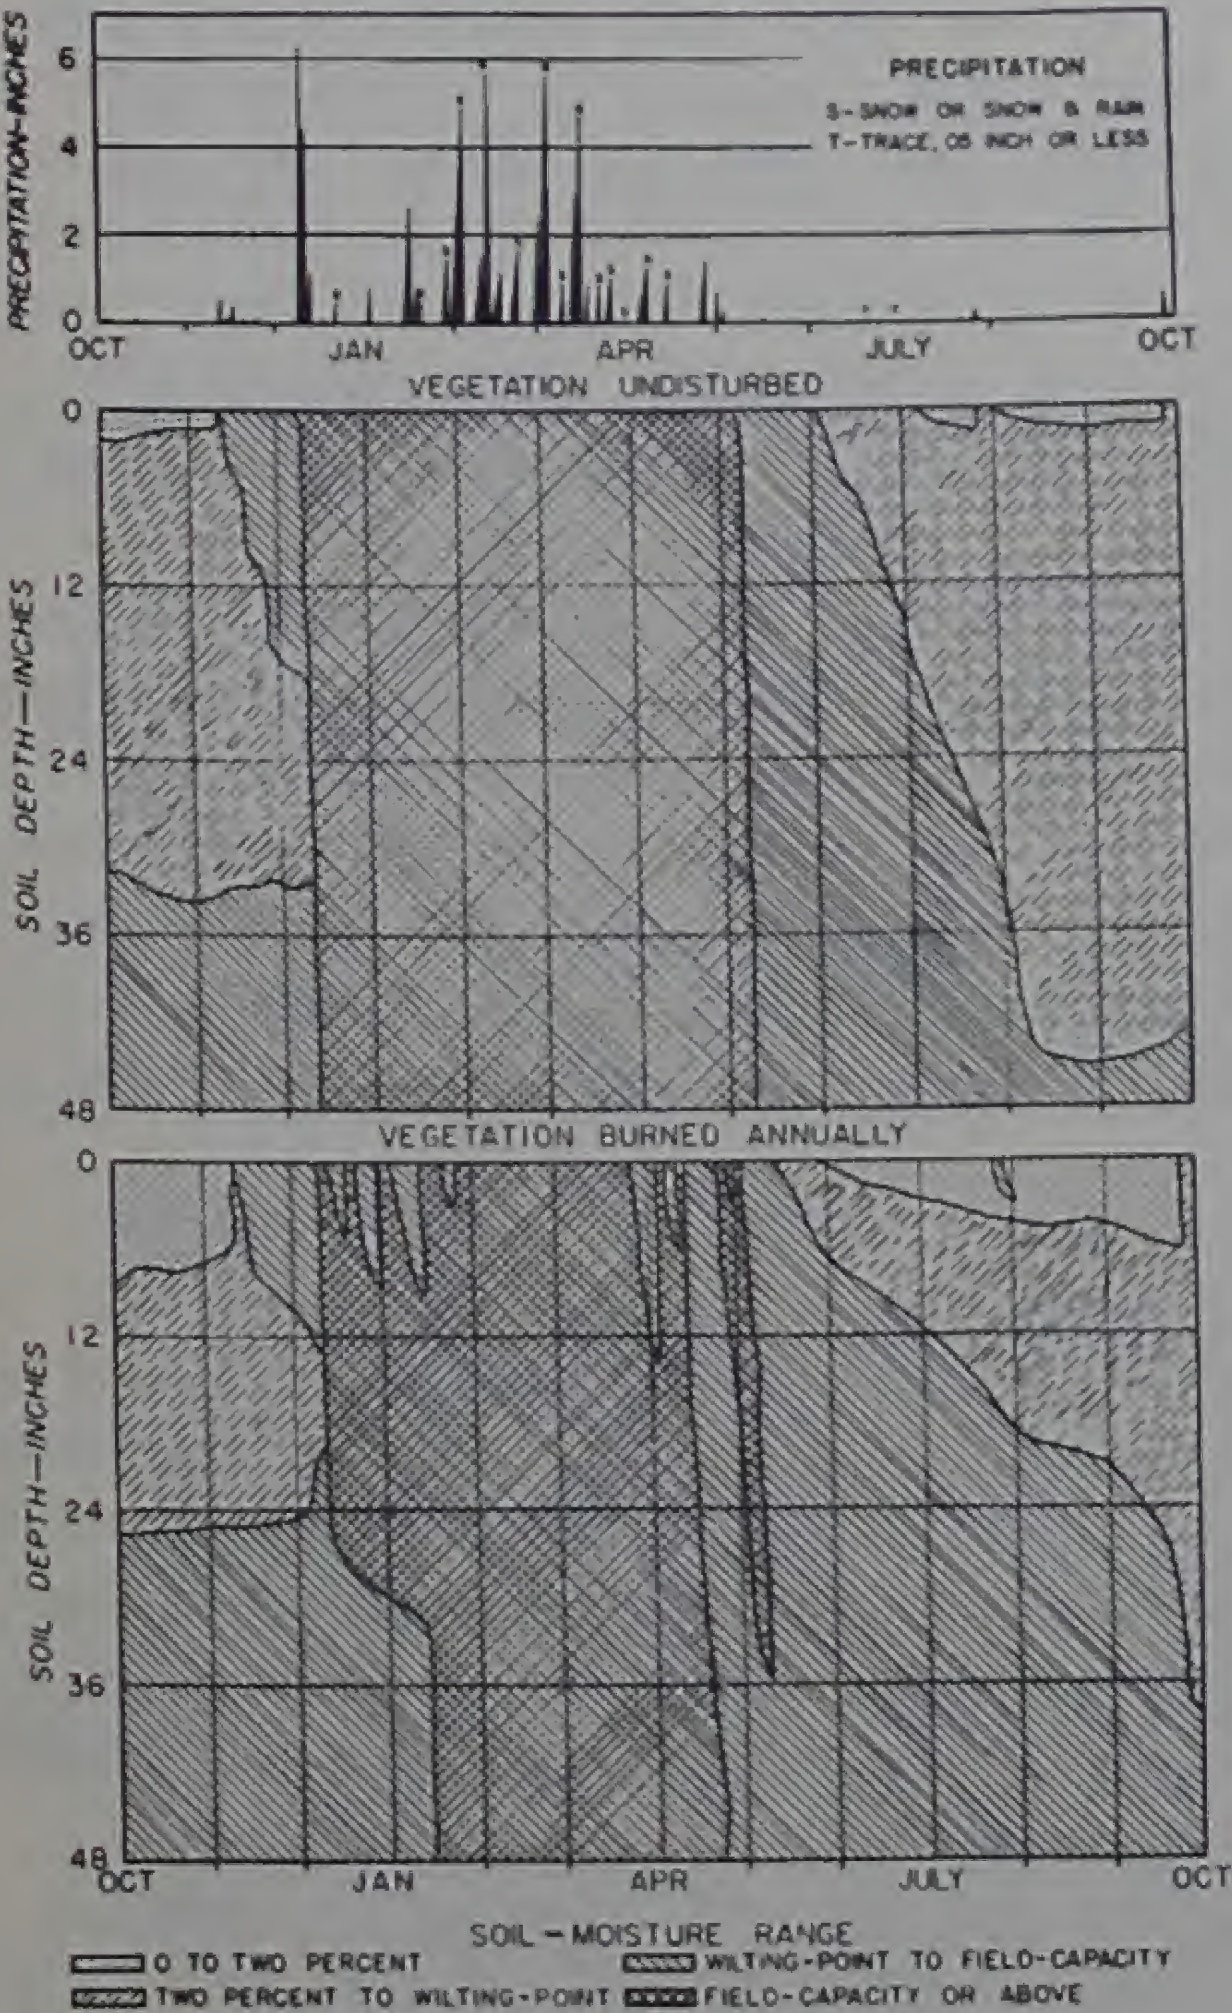 PRECIPITATION-INCHES
6
4
2
0
PRECIPITATION
S-SNOW OR SNOW & RAIN
T-TRACE, 05 INCH OR LESS
OCT JAN APR JULY OCT
VEGETATION UNDISTURBED
SOIL DEPTH—INCHES
0
12
24
36
48
VEGETATION BURNED ANNUALLY
SOIL DEPTH—INCHES
0
12
24
36
48
OCT JAN APR JULY OCT
SOIL-MOISTURE RANGE
0 TO TWO PERCENT WILTING-POINT TO FIELD-CAPACITY
TWO PERCENT TO WILTING-POINT FIELD-CAPACITY OR ABOVE